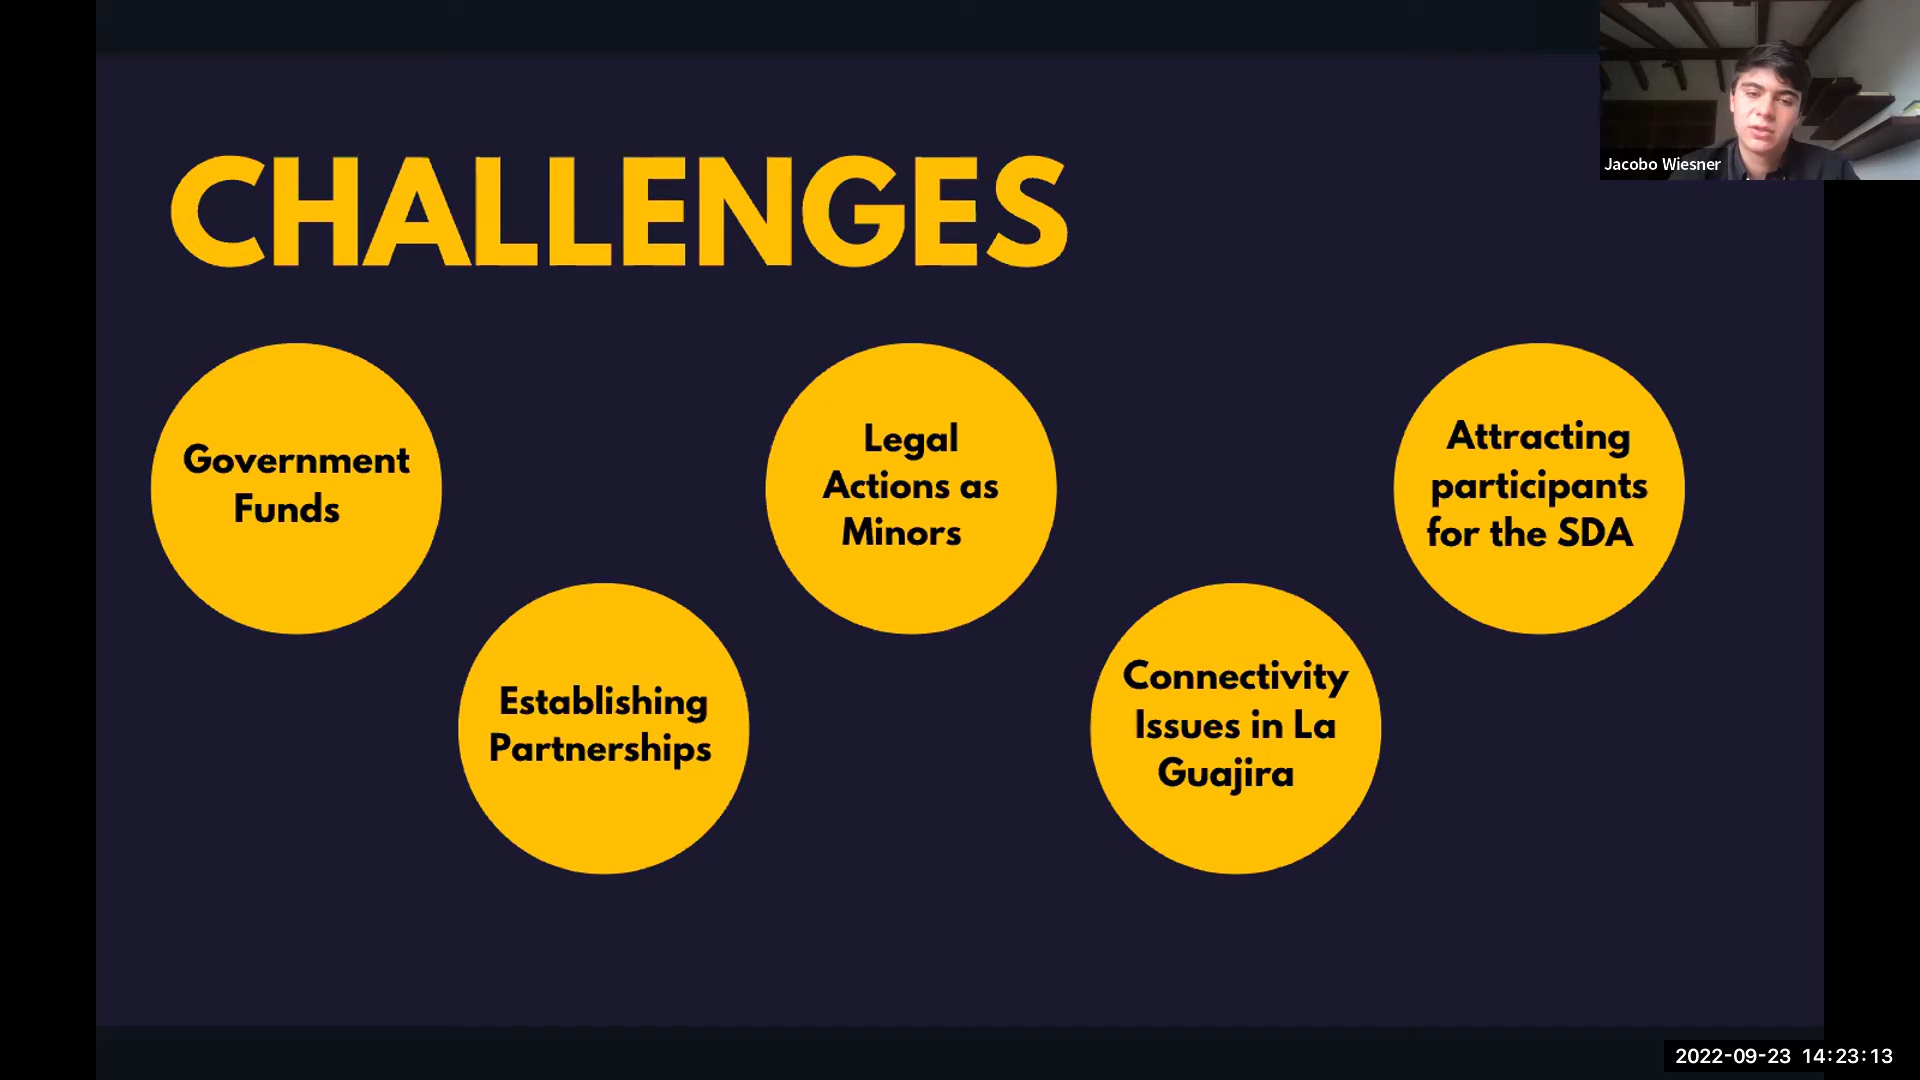 Jacobo Wiesner
CHALLENGES
Government
Funds
Establishing
Partnerships
Legal
Actions as
Minors
Connectivity
Issues in La
Guajira
Attracting
participants
for the SDA
2022-09-23 14:23:13